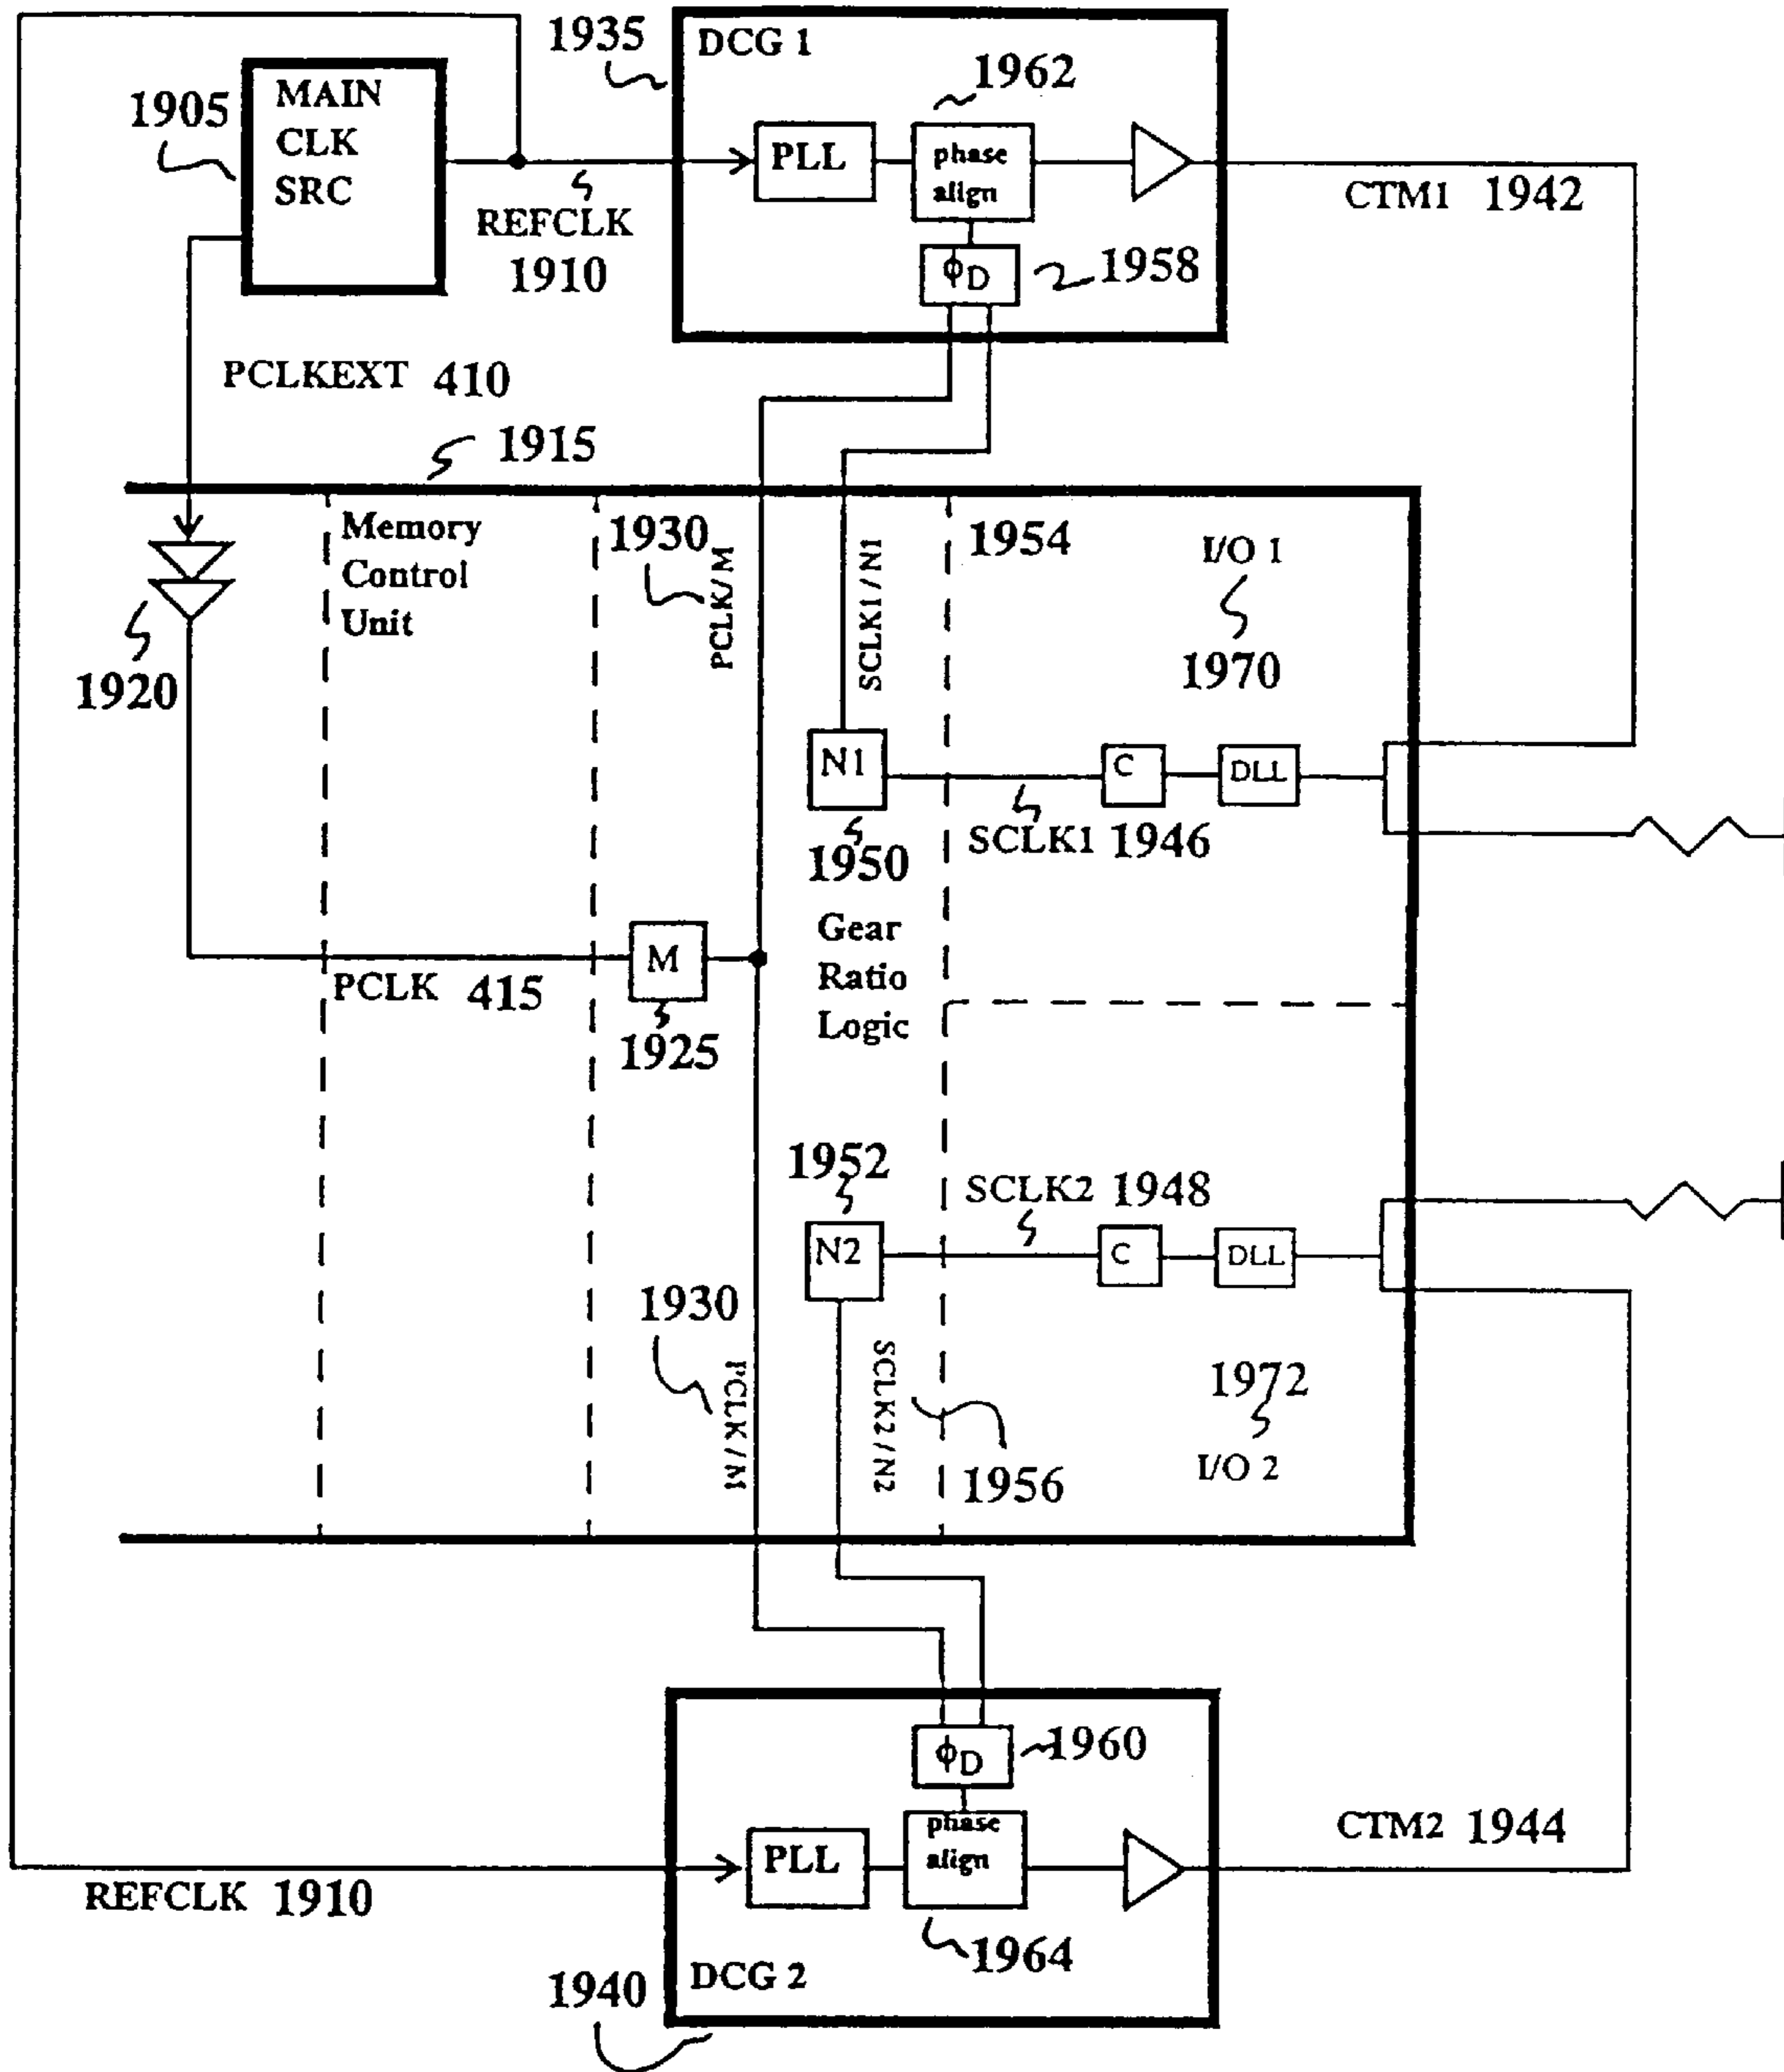 1935
DCG 1
1962
1905
MAIN
CLK
SRC
PLL
phase
align
REFCLK
1910
CTM1 1942
ΦD
1958
PCLKEXT 410
1915
Memory
Control
Unit
1930
PCLK/M
SCLK1/N1
1954
I/O 1
1970
1920
N1
C
DLL
1950
SCLK1 1946
Gear
Ratio
Logic
M
PCLK 415
1925
1952
SCLK2 1948
N2
C
DLL
1930
PCLK/M
SCLK2/N2
1972
I/O 2
1956
ΦD
1960
PLL
phase
align
CTM2 1944
REFCLK 1910
1964
DCG 2
1940